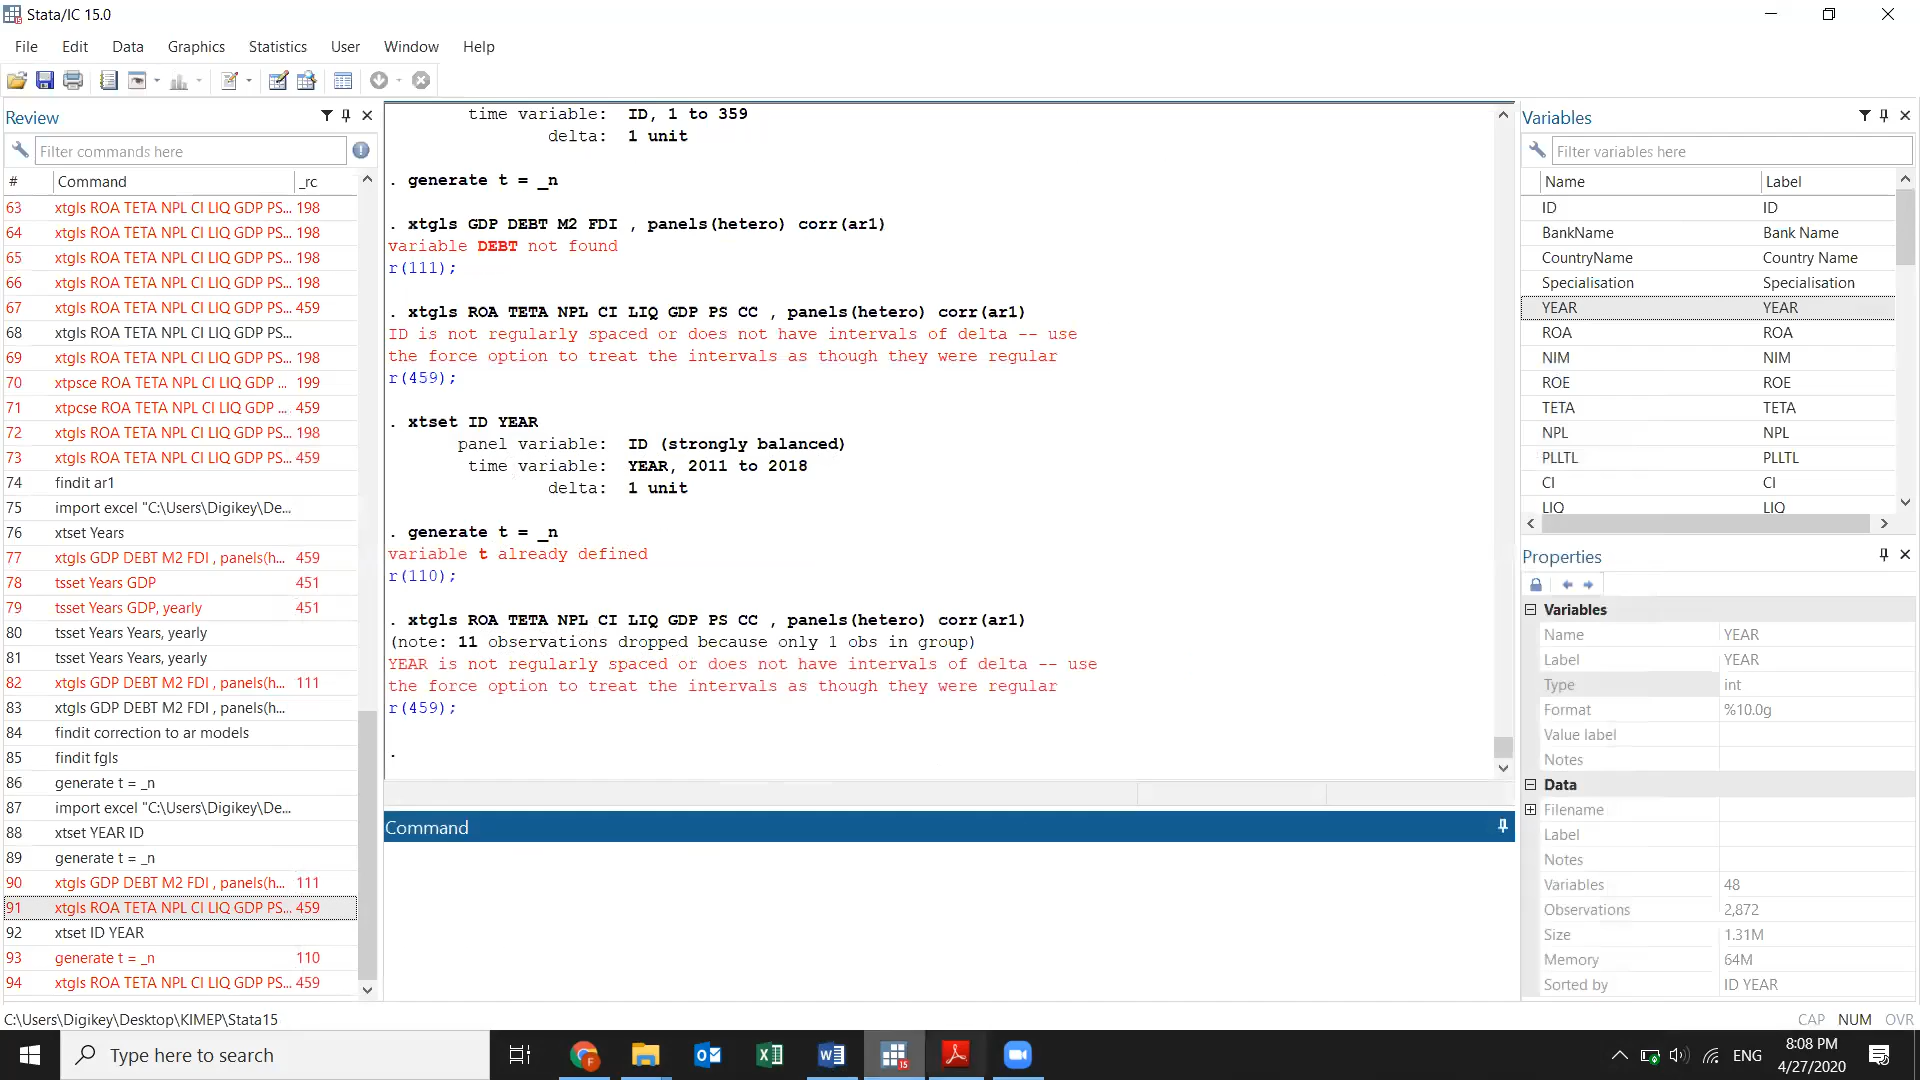 Stata/IC 15.0
File Edit Data Graphics Statistics User Window Help
Review
Filter commands here
# Command _rc
63 xtgls ROA TETA NPL CI LIQ GDP PS... 198
64 xtgls ROA TETA NPL CI LIQ GDP PS... 198
65 xtgls ROA TETA NPL CI LIQ GDP PS... 198
66 xtgls ROA TETA NPL CI LIQ GDP PS... 198
67 xtgls ROA TETA NPL CI LIQ GDP PS... 459
68 xtgls ROA TETA NPL CI LIQ GDP PS...
69 xtgls ROA TETA NPL CI LIQ GDP PS... 198
70 xtpsce ROA TETA NPL CI LIQ GDP ... 199
71 xtpcse ROA TETA NPL CI LIQ GDP ... 459
72 xtgls ROA TETA NPL CI LIQ GDP PS... 198
73 xtgls ROA TETA NPL CI LIQ GDP PS... 459
74 findit ar1
75 import excel "C:\Users\Digikey\De...
76 xtset Years
77 xtgls GDP DEBT M2 FDI , panels(h... 459
78 tsset Years GDP 451
79 tsset Years GDP, yearly 451
80 tsset Years Years, yearly
81 tsset Years Years, yearly
82 xtgls GDP DEBT M2 FDI , panels(h... 111
83 xtgls GDP DEBT M2 FDI , panels(h...
84 findit correction to ar models
85 findit fgls
86 generate t = _n
87 import excel "C:\Users\Digikey\De...
88 xtset YEAR ID
89 generate t = _n
90 xtgls GDP DEBT M2 FDI , panels(h... 111
91 xtgls ROA TETA NPL CI LIQ GDP PS... 459
92 xtset ID YEAR
93 generate t = _n 110
94 xtgls ROA TETA NPL CI LIQ GDP PS... 459
time variable: ID, 1 to 359
delta: 1 unit
. generate t = _n
. xtgls GDP DEBT M2 FDI , panels(hetero) corr(ar1)
variable DEBT not found
r(111);
. xtgls ROA TETA NPL CI LIQ GDP PS CC , panels(hetero) corr(ar1)
ID is not regularly spaced or does not have intervals of delta -- use
the force option to treat the intervals as though they were regular
r(459);
. xtset ID YEAR
panel variable: ID (strongly balanced)
time variable: YEAR, 2011 to 2018
delta: 1 unit
. generate t = _n
variable t already defined
r(110);
. xtgls ROA TETA NPL CI LIQ GDP PS CC , panels(hetero) corr(ar1)
(note: 11 observations dropped because only 1 obs in group)
YEAR is not regularly spaced or does not have intervals of delta -- use
the force option to treat the intervals as though they were regular
r(459);
.
Command
Variables
Filter variables here
Name Label
ID ID
BankName Bank Name
CountryName Country Name
Specialisation Specialisation
YEAR YEAR
ROA ROA
NIM NIM
ROE ROE
TETA TETA
NPL NPL
PLLTL PLLTL
CI CI
LIQ LIQ
Properties
Variables
Name YEAR
Label YEAR
Type int
Format %10.0g
Value label
Notes
Data
Filename
Label
Notes
Variables 48
Observations 2,872
Size 1.31M
Memory 64M
Sorted by ID YEAR
C:\Users\Digikey\Desktop\KIMEP\Stata15
CAP NUM OVR
Type here to search
ENG
8:08 PM
4/27/2020